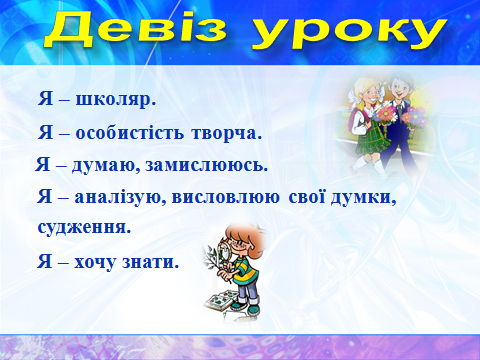 Девіз уроку
Я – школяр.
Я – особистість творча.
Я – думаю, замислююсь.
Я – аналізую, висловлюю свої думки,
судження.
Я – хочу знати.